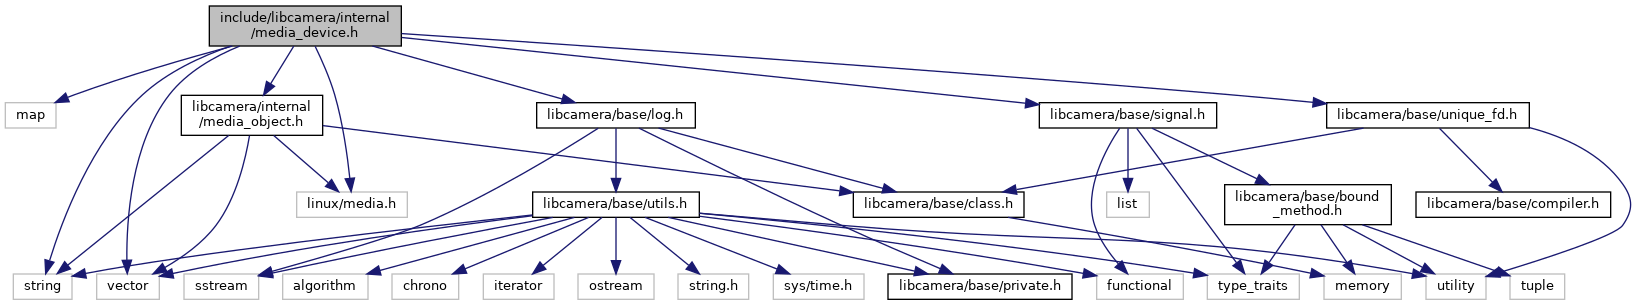 include/libcamera/internal
/media_device.h
map
libcamera/internal
/media_object.h
libcamera/base/log.h
libcamera/base/signal.h
libcamera/base/unique_fd.h
linux/media.h
libcamera/base/utils.h
libcamera/base/class.h
list
libcamera/base/bound
_method.h
libcamera/base/compiler.h
string
vector
sstream
algorithm
chrono
iterator
ostream
string.h
sys/time.h
libcamera/base/private.h
functional
type_traits
memory
utility
tuple